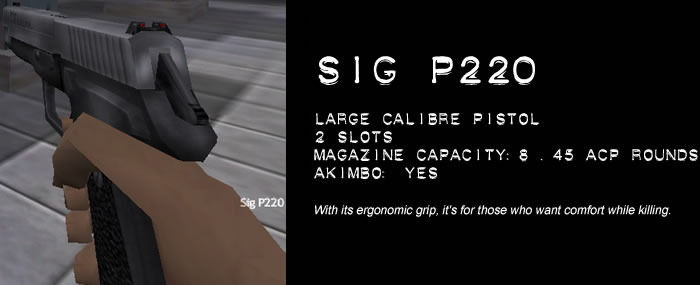 SIG P220
LARGE CALIBRE PISTOL
2 SLOTS
MAGAZINE CAPACITY: 8 .45 ACP ROUNDS
AKIMBO: YES
Sig P220
With its ergonomic grip, it's for those who want comfort while killing.